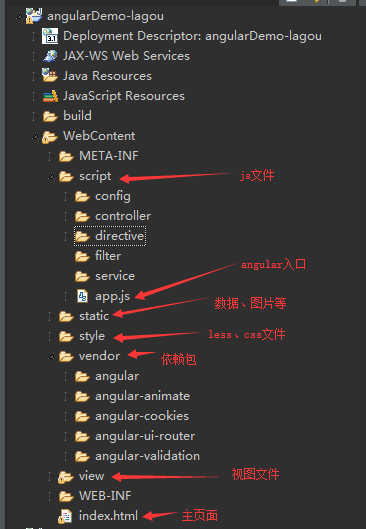 angularDemo-lagou
3.1 Deployment Descriptor: angularDemo-lagou
JAX-WS Web Services
Java Resources
JavaScript Resources
build
WebContent
META-INF
script js文件
config
controller
directive
filter
service
app.js angular入口
static 数据、图片等
style less、css文件
vendor 依赖包
angular
angular-animate
angular-cookies
angular-ui-router
angular-validation
view 视图文件
WEB-INF
index.html 主页面